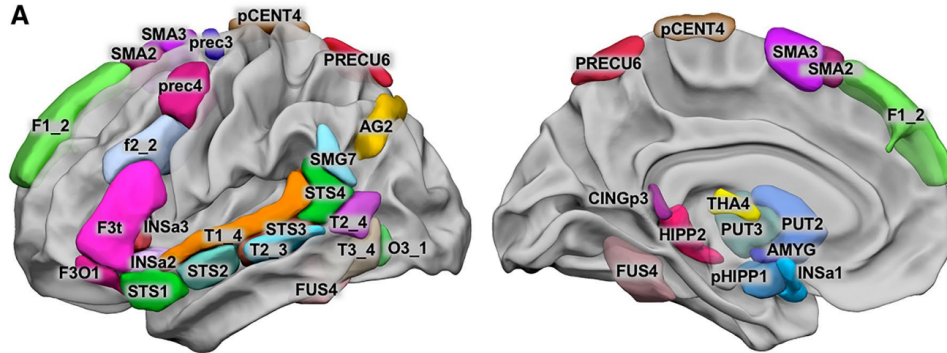 A
pCENT4
SMA3
prec3
SMA2
PRECU6
prec4
F1_2
AG2
f2_2
SMG7
STS4
F3t
INSa3
T2_4
STS3
T1_4
T2_3
T3_4
O3_1
INSa2
STS2
F3O1
STS1
FUS4
pCENT4
SMA3
PRECU6
SMA2
F1_2
CINGp3
THA4
HIPP2
PUT3
PUT2
AMYG
FUS4
pHIPP1
INSa1